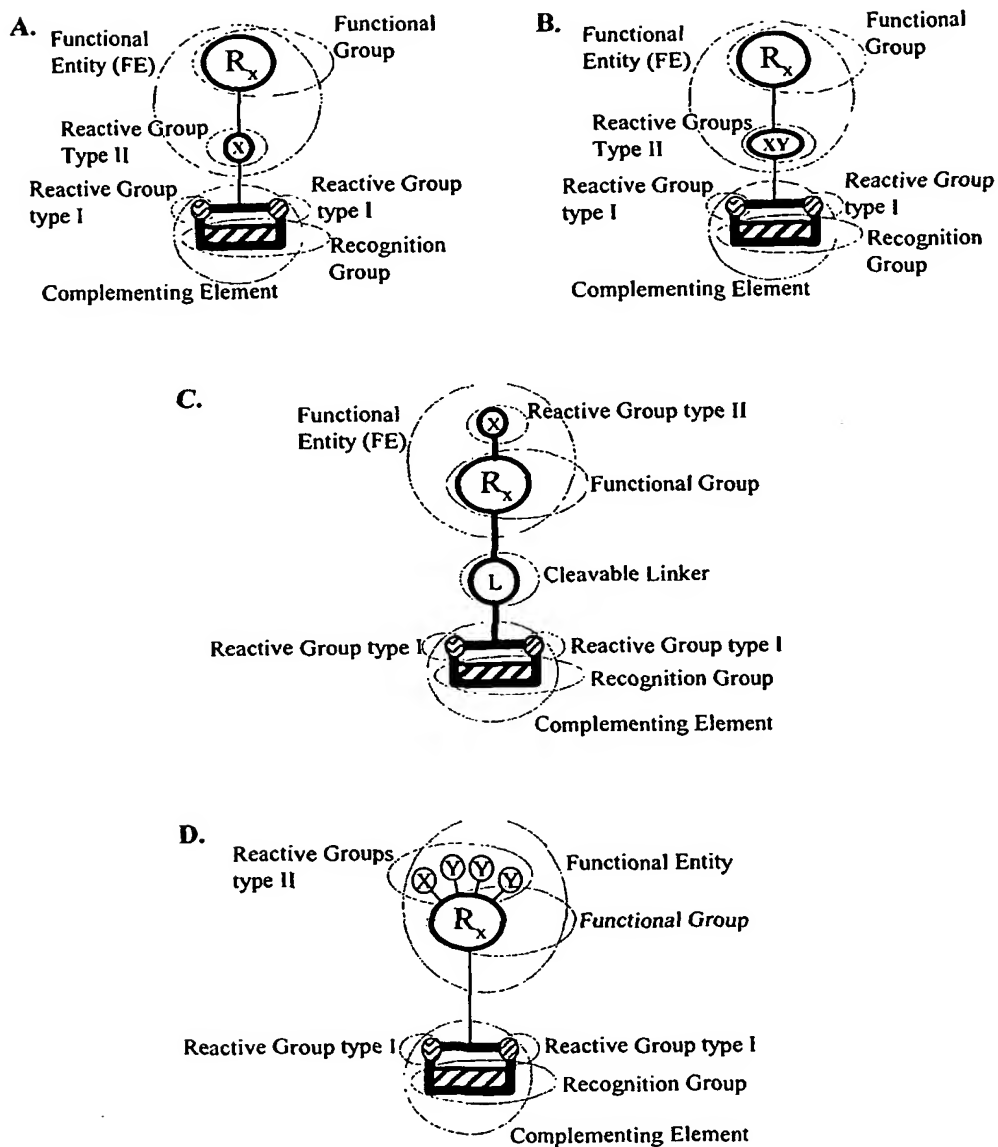 A.
Functional
Entity (FE)
Functional
Group
Rx
Reactive Group
Type II
X
Reactive Group
type I
Reactive Group
type I
Recognition
Group
Complementing Element
B.
Functional
Entity (FE)
Functional
Group
Rx
Reactive Groups
Type II
XY
Reactive Group
type I
Reactive Group
type I
Recognition
Group
Complementing Element
C.
Functional
Entity (FE)
Reactive Group type II
X
Rx
Functional Group
L
Cleavable Linker
Reactive Group type I
Reactive Group type I
Recognition Group
Complementing Element
D.
Reactive Groups
type II
X Y Y Y
Functional Entity
Rx
Functional Group
Reactive Group type I
Reactive Group type I
Recognition Group
Complementing Element